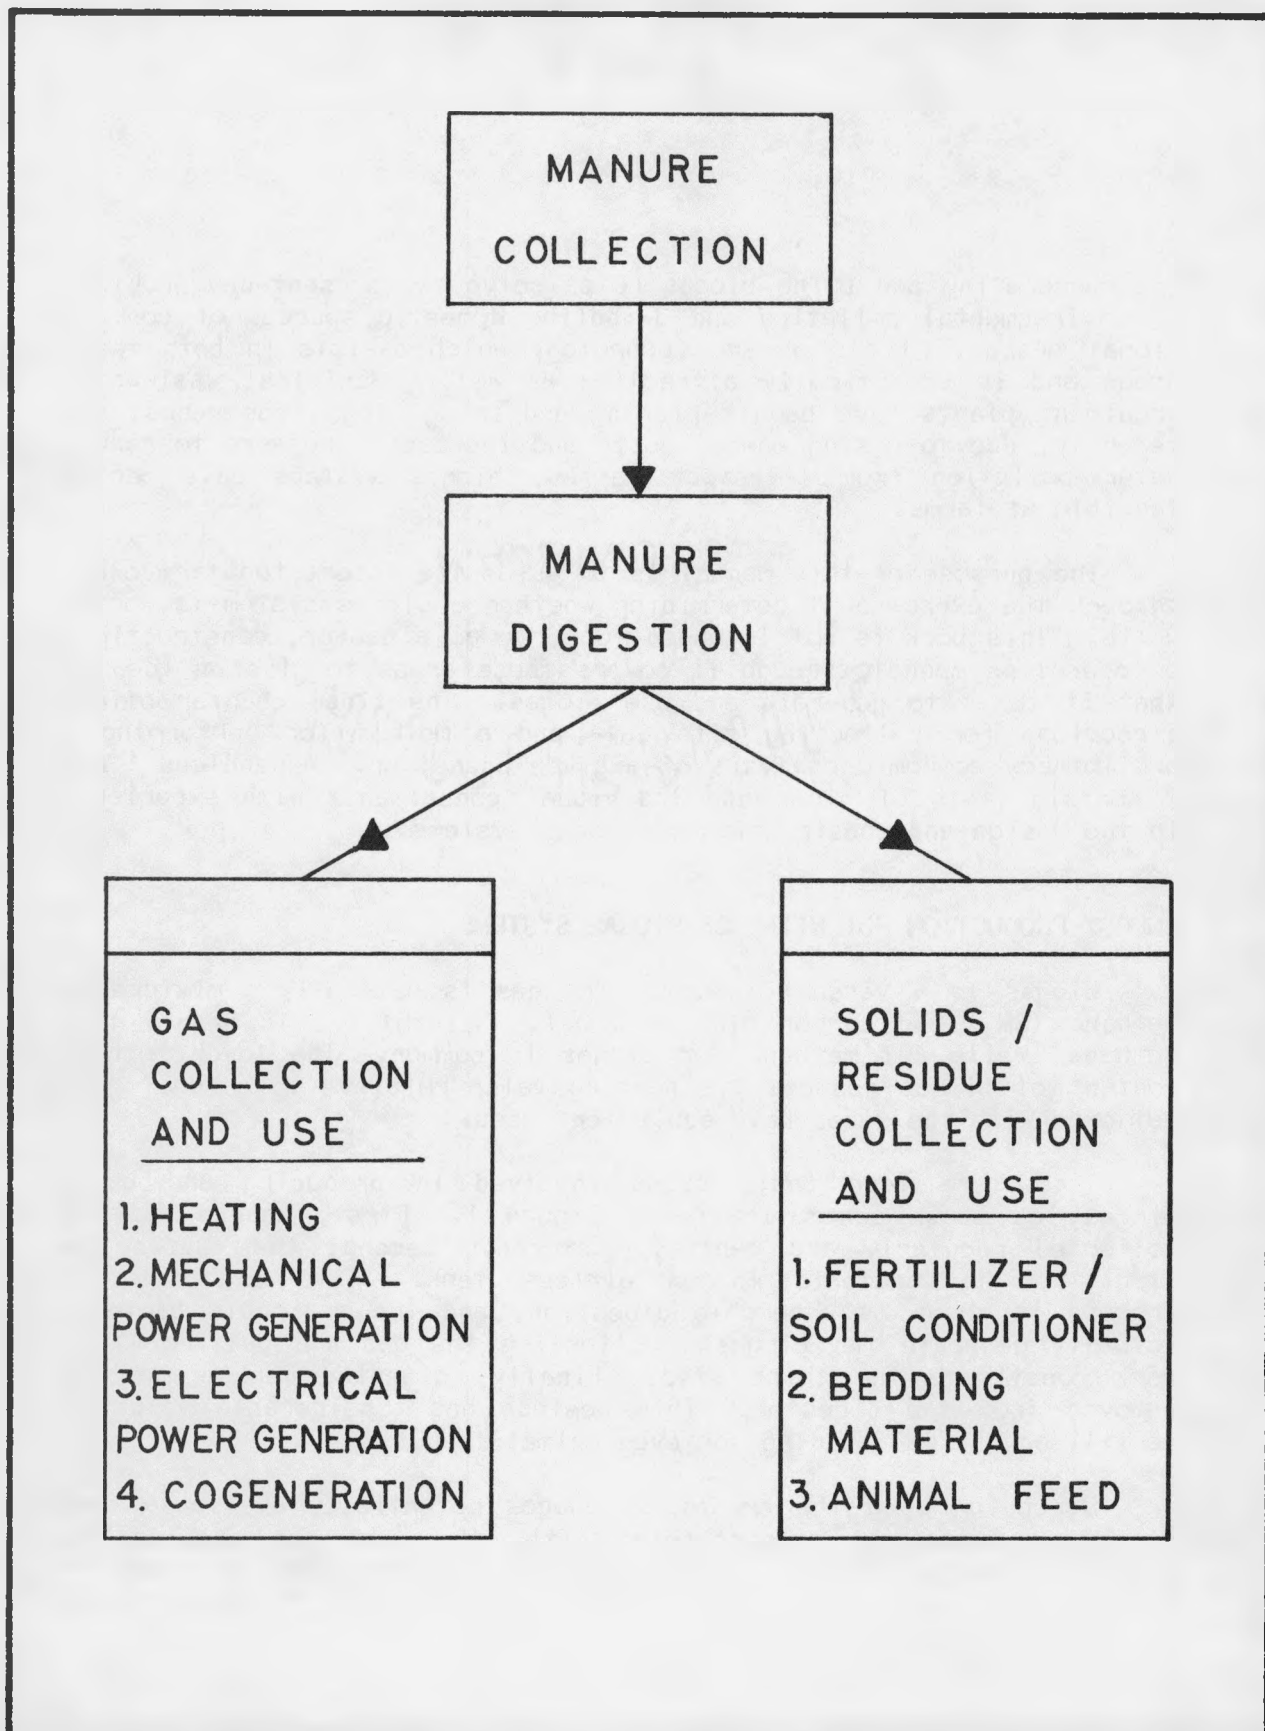 MANURE
COLLECTION
MANURE
DIGESTION
GAS
COLLECTION
AND USE
1. HEATING
2. MECHANICAL
POWER GENERATION
3. ELECTRICAL
POWER GENERATION
4. COGENERATION
SOLIDS /
RESIDUE
COLLECTION
AND USE
1. FERTILIZER /
SOIL CONDITIONER
2. BEDDING
MATERIAL
3. ANIMAL FEED